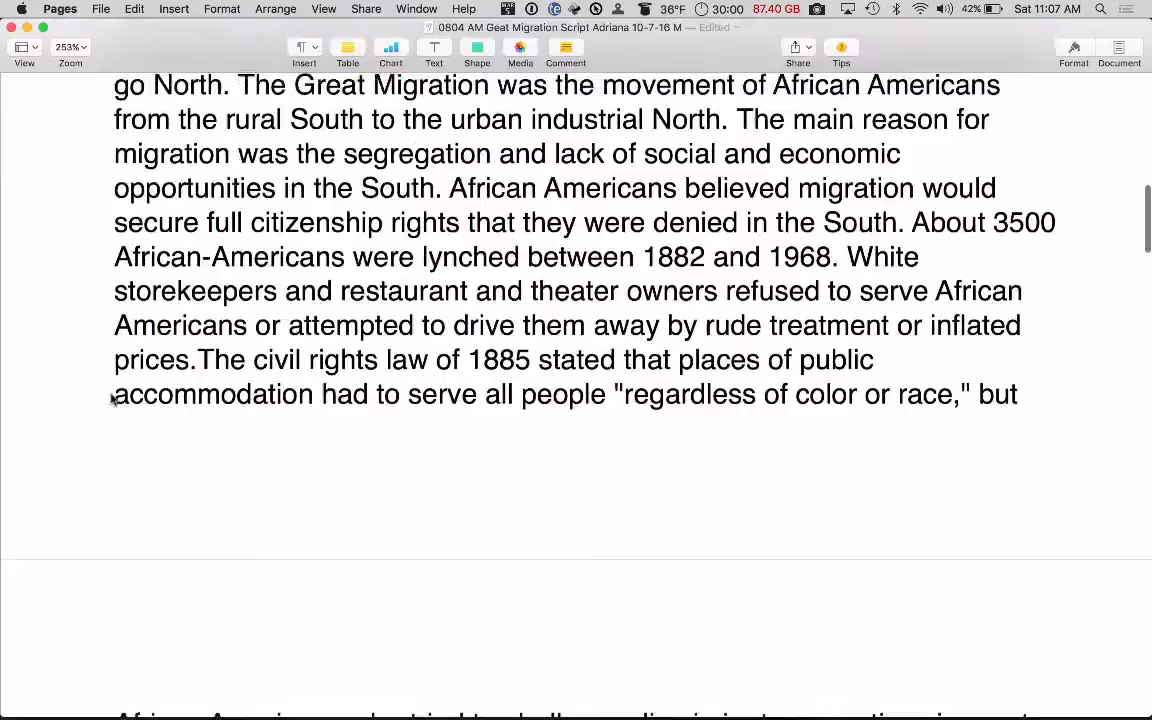 Pages File Edit Insert Format Arrange View Share Window Help 30:00 87.40 GB 36°F 42% Sat 11:07 AM
0804 AM Geat Migration Script Adriana 10-7-16 M — Edited
253%
View Zoom Insert Table Chart Text Shape Media Comment Share Tips Format Document
go North. The Great Migration was the movement of African Americans
from the rural South to the urban industrial North. The main reason for
migration was the segregation and lack of social and economic
opportunities in the South. African Americans believed migration would
secure full citizenship rights that they were denied in the South. About 3500
African-Americans were lynched between 1882 and 1968. White
storekeepers and restaurant and theater owners refused to serve African
Americans or attempted to drive them away by rude treatment or inflated
prices.The civil rights law of 1885 stated that places of public
accommodation had to serve all people "regardless of color or race," but